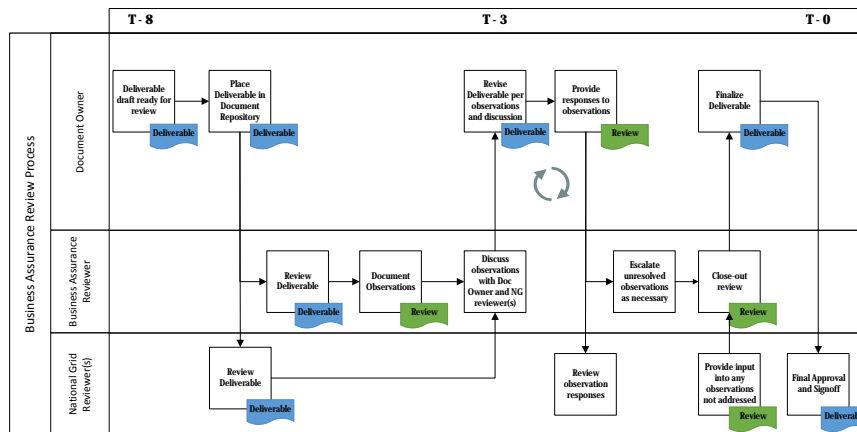 T - 8
T - 3
T - 0
Business Assurance Review Process
Document Owner
Deliverable
draft ready for
review
Deliverable
Place
Deliverable in
Document
Repository
Deliverable
Revise
Deliverable per
observations
and discussion
Deliverable
Provide
responses to
observations
Review
Finalize
Deliverable
Deliverable
Business Assurance
Reviewer
Review
Deliverable
Deliverable
Document
Observations
Review
Discuss
observations
with Doc
Owner and NG
reviewer(s)
Escalate
unresolved
observations
as necessary
Close-out
review
Review
National Grid
Reviewer(s)
Review
Deliverable
Deliverable
Review
observation
responses
Provide input
into any
observations
not addressed
Review
Final Approval
and Signoff
Deliverabl